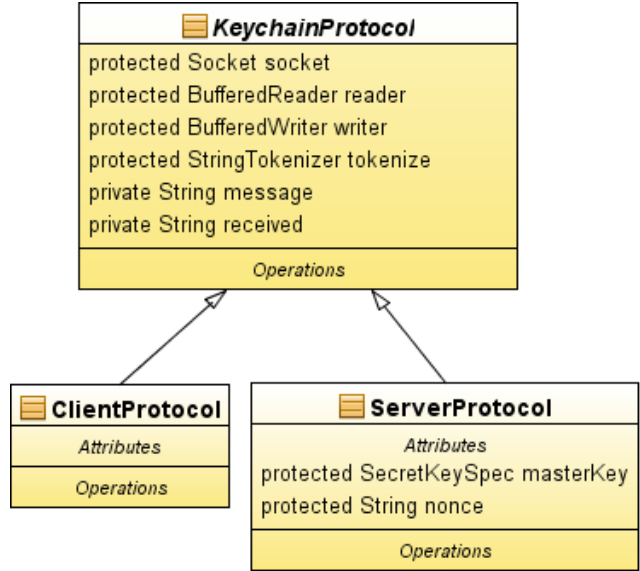 KeychainProtocol
protected Socket socket
protected BufferedReader reader
protected BufferedWriter writer
protected StringTokenizer tokenize
private String message
private String received
Operations
ClientProtocol
Attributes
Operations
ServerProtocol
Attributes
protected SecretKeySpec masterKey
protected String nonce
Operations